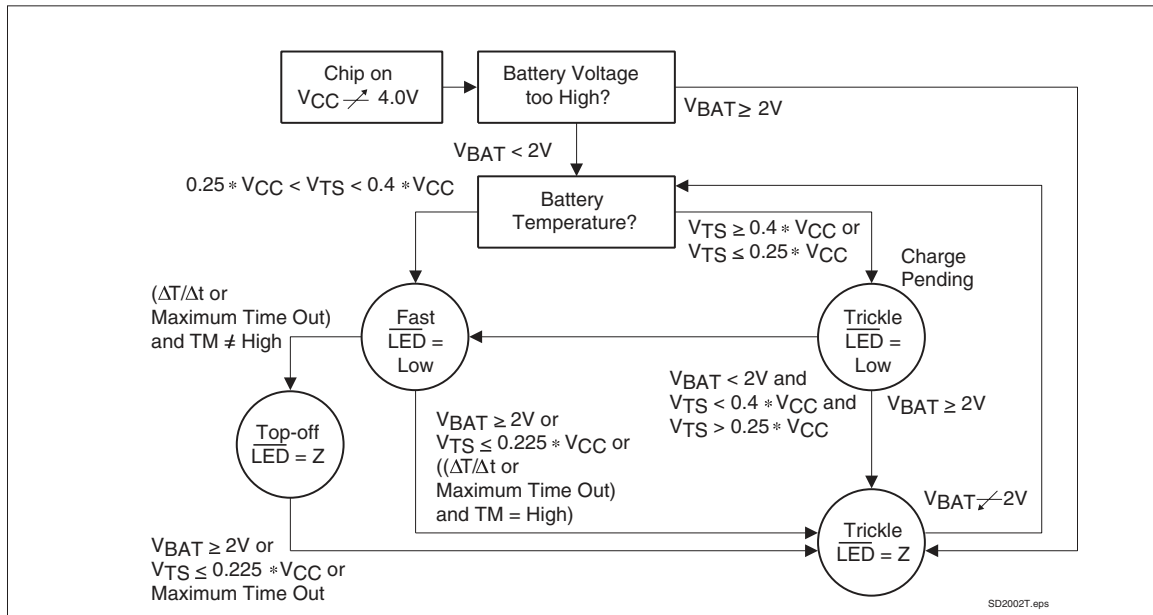 Chip on
VCC ↗ 4.0V
Battery Voltage
too High?
VBAT ≥ 2V
VBAT < 2V
0.25 * VCC < VTS < 0.4 * VCC
Battery
Temperature?
VTS ≥ 0.4 * VCC or
VTS ≤ 0.25 * VCC
Charge
Pending
(ΔT/Δt or
Maximum Time Out)
and TM ≠ High
Fast
LED =
Low
Trickle
LED =
Low
VBAT < 2V and
VTS < 0.4 * VCC and
VTS > 0.25 * VCC
VBAT ≥ 2V
Top-off
LED = Z
VBAT ≥ 2V or
VTS ≤ 0.225 * VCC or
((ΔT/Δt or
Maximum Time Out)
and TM = High)
VBAT ↙ 2V
Trickle
LED = Z
VBAT ≥ 2V or
VTS ≤ 0.225 * VCC or
Maximum Time Out
SD2002T.eps